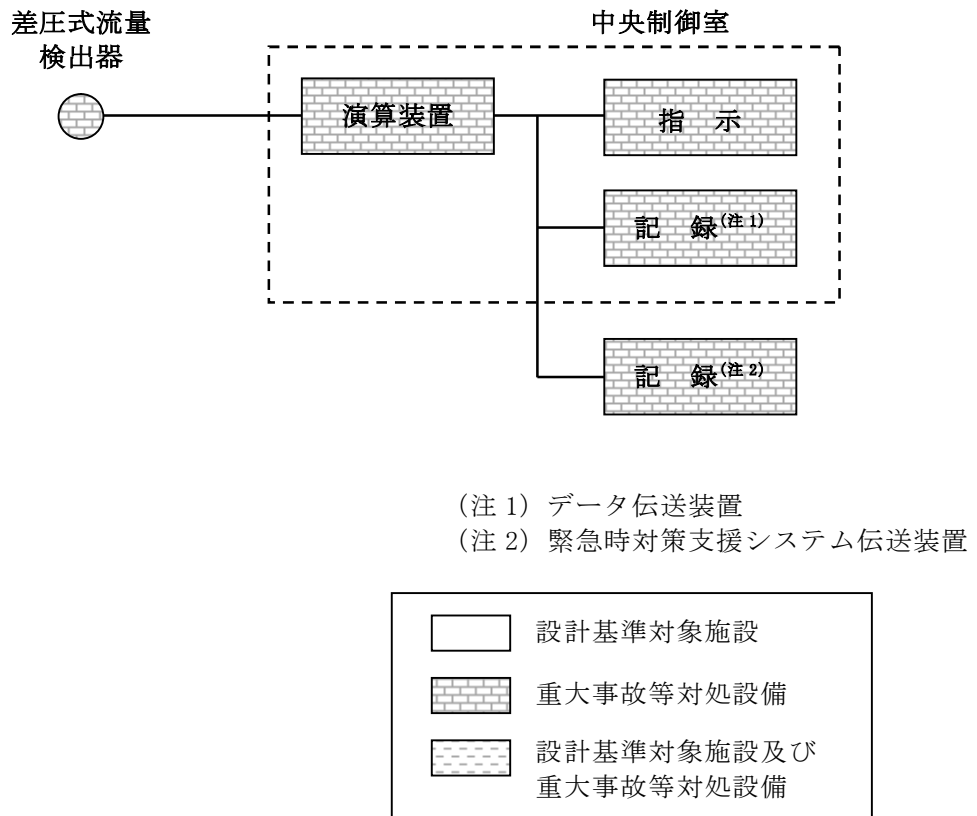 差圧式流量
検出器
中央制御室
演算装置
指　示
記　録(注 1)
記　録(注 2)
(注 1) データ伝送装置
(注 2) 緊急時対策支援システム伝送装置
設計基準対象施設
重大事故等対処設備
設計基準対象施設及び
重大事故等対処設備